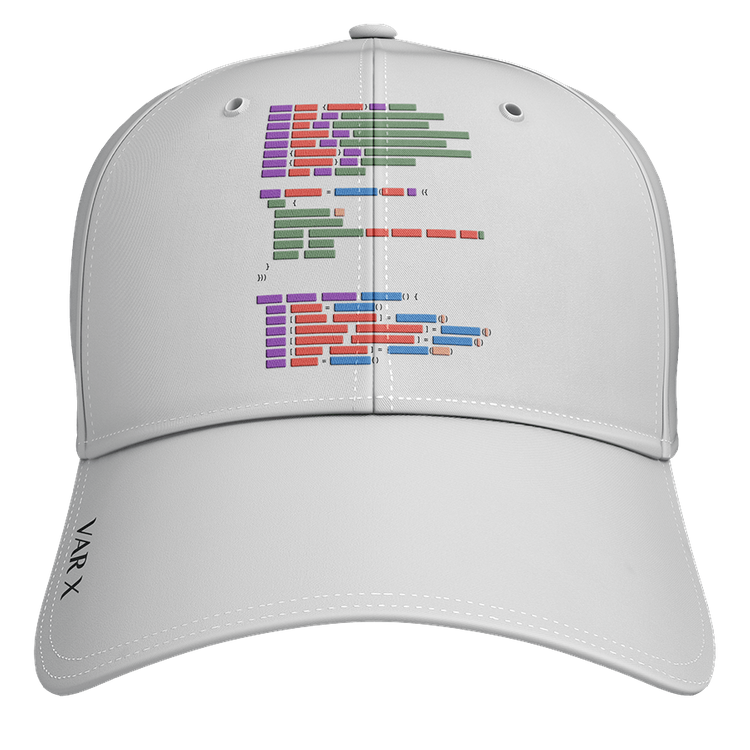 { }
{ }
{ }
= ( ({
{
}
}))
() {
= ()
[ ] = ( )
[ ] = ( )
[ ] = ( )
[ ] = ( )
= ()
VAR X